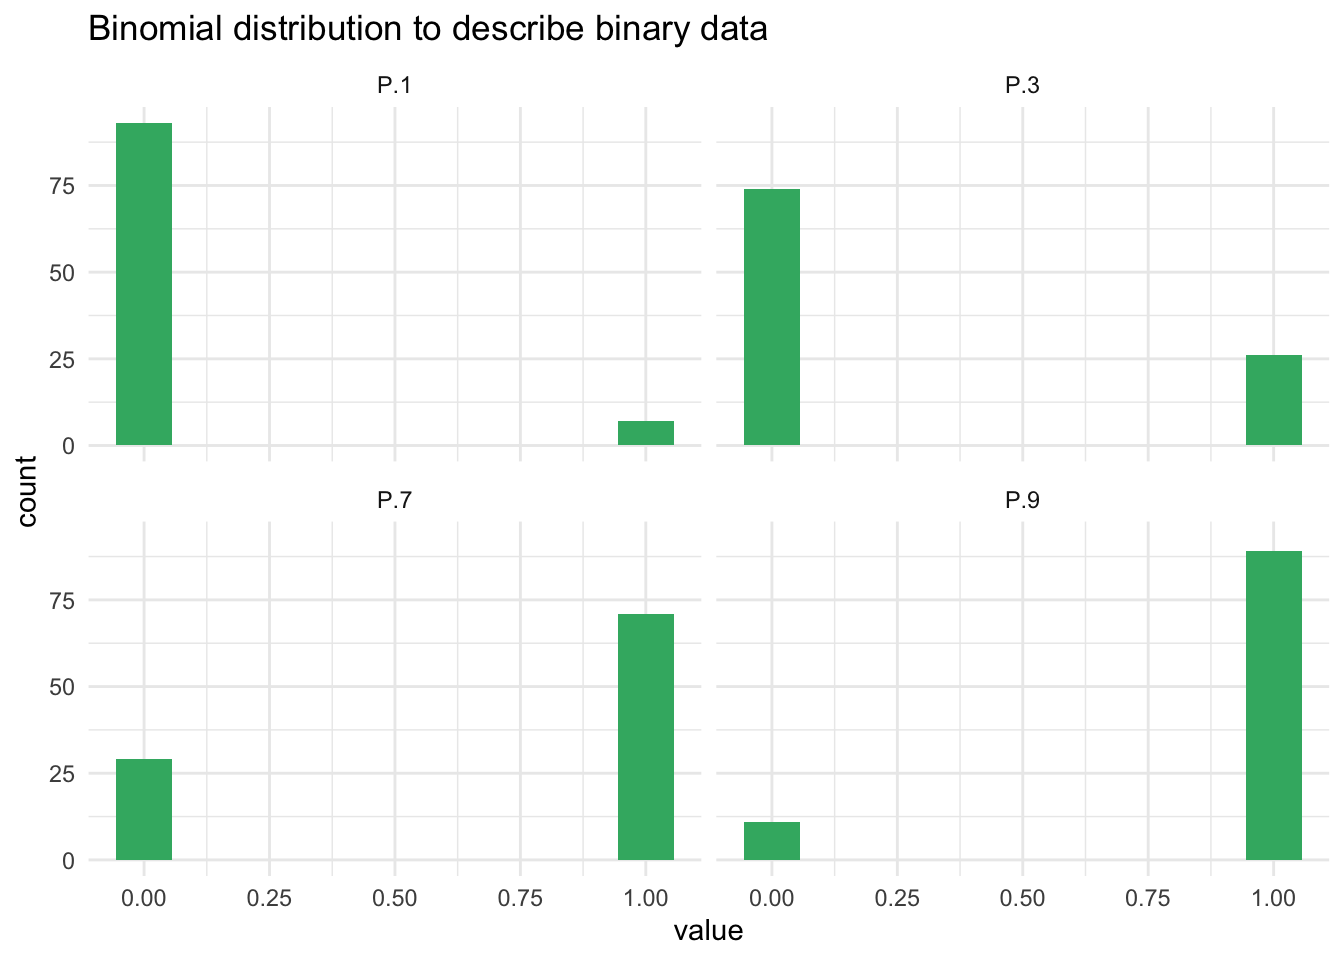 Binomial distribution to describe binary data
P.1
P.3
75
50
25
0
count
P.7
P.9
75
50
25
0
0.00 0.25 0.50 0.75 1.00 0.00 0.25 0.50 0.75 1.00
value